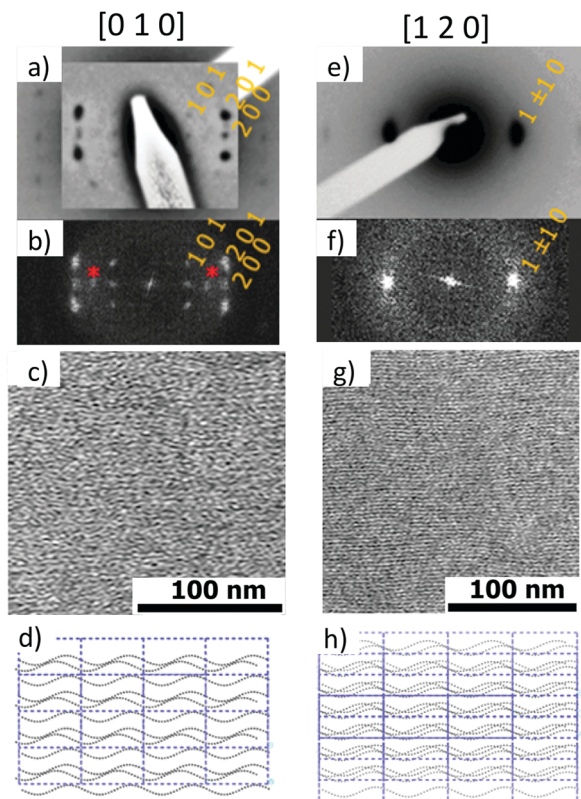 [0 1 0]
a)
1 0 1
2 0 1
2 0 0
b)
1 0 1
2 0 1
2 0 0
*
*
c)
100 nm
d)
[1 2 0]
e)
1 ±1 0
f)
1 ±1 0
g)
100 nm
h)